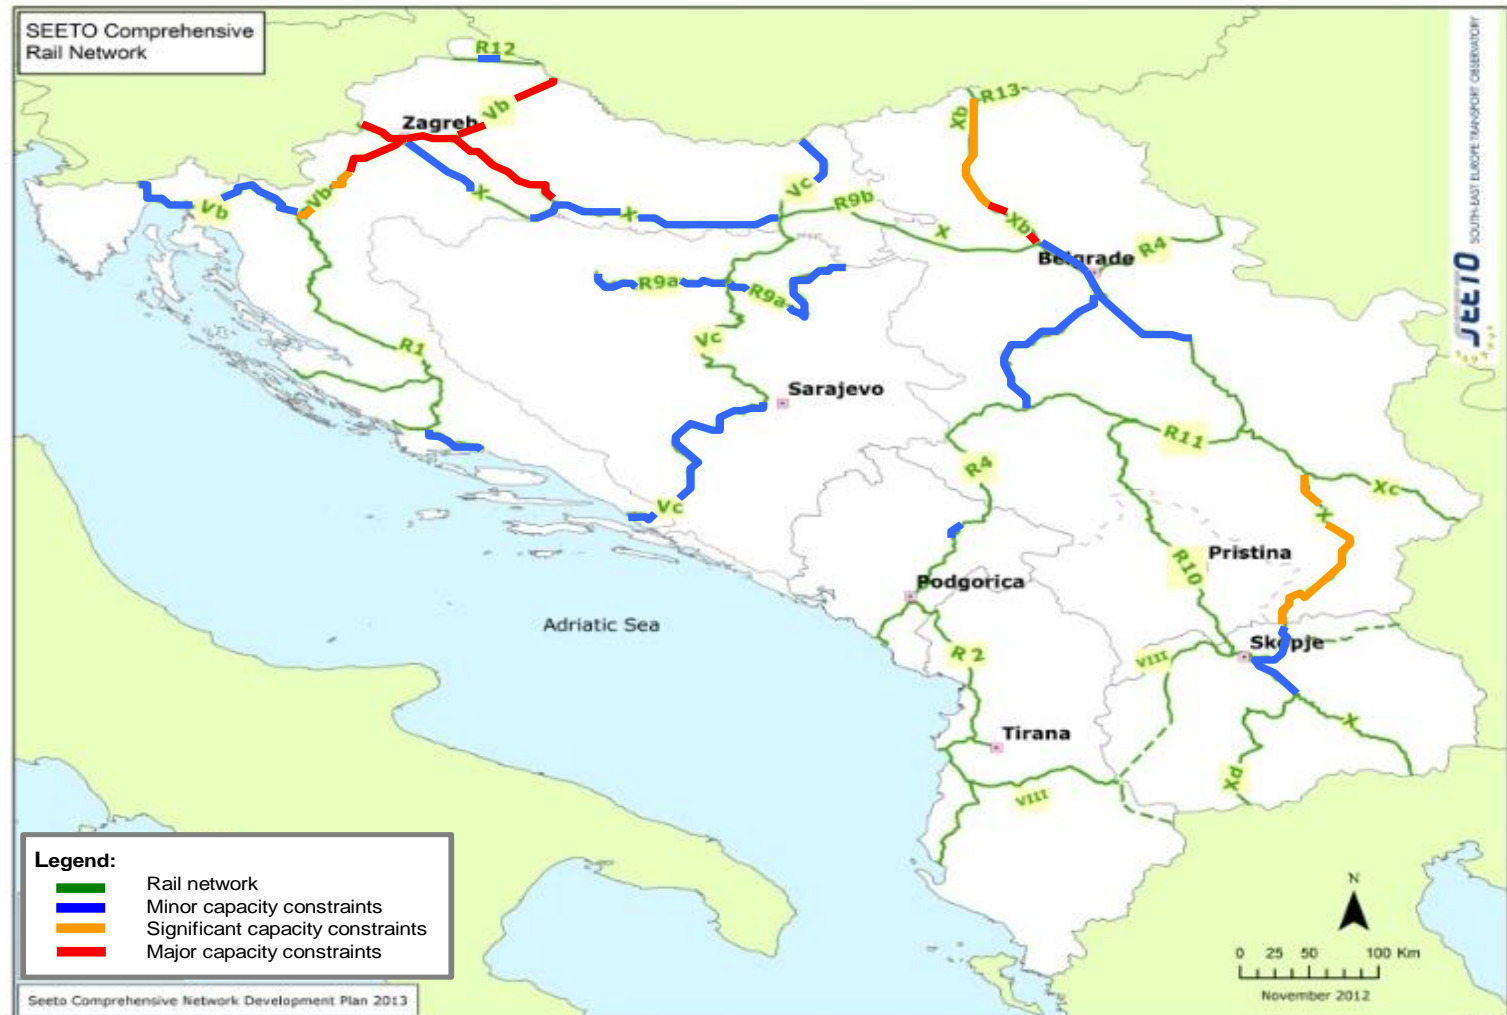 SEETO Comprehensive
Rail Network
R12
Vb
Zagreb
Xb
R13
SOUTH-EAST EUROPE TRANSPORT OBSERVATORY
SEETO
Vb
Vb
X
X
Vc
R9b
X
Xb
Belgrade
R4
R9a
R9a
R1
Vc
Sarajevo
R4
R11
Xc
Vc
X
Pristina
R10
Podgorica
Adriatic Sea
R 2
VIII
Skopje
X
Tirana
Xd
VIII
Legend:
Rail network
Minor capacity constraints
Significant capacity constraints
Major capacity constraints
N
0 25 50 100 Km
November 2012
Seeto Comprehensive Network Development Plan 2013